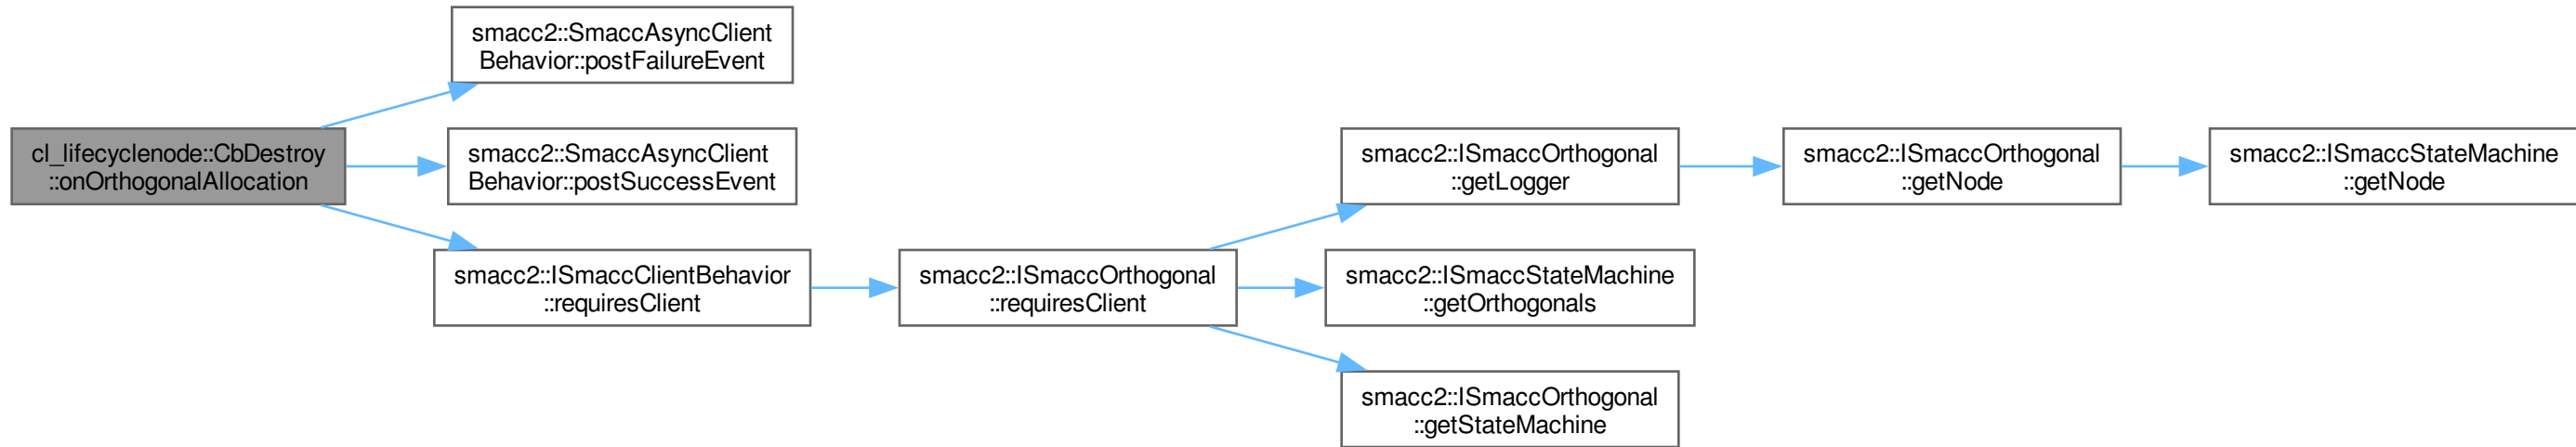 smacc2::SmaccAsyncClient
Behavior::postFailureEvent
cl_lifecyclenode::CbDestroy
::onOrthogonalAllocation
smacc2::SmaccAsyncClient
Behavior::postSuccessEvent
smacc2::ISmaccClientBehavior
::requiresClient
smacc2::ISmaccOrthogonal
::requiresClient
smacc2::ISmaccOrthogonal
::getLogger
smacc2::ISmaccOrthogonal
::getNode
smacc2::ISmaccStateMachine
::getNode
smacc2::ISmaccStateMachine
::getOrthogonals
smacc2::ISmaccOrthogonal
::getStateMachine